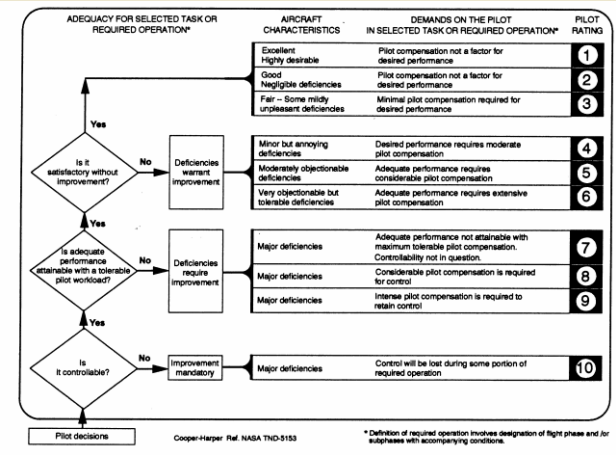 ADEQUACY FOR SELECTED TASK OR
REQUIRED OPERATION*
AIRCRAFT
CHARACTERISTICS
DEMANDS ON THE PILOT
IN SELECTED TASK OR REQUIRED OPERATION*
PILOT
RATING
Excellent
Highly desirable
Pilot compensation not a factor for
desired performance
1
Good
Negligible deficiencies
Pilot compensation not a factor for
desired performance
2
Fair – Some mildly
unpleasant deficiencies
Minimal pilot compensation required for
desired performance
3
Yes
Is it
satisfactory without
improvement?
No
Deficiencies
warrant
improvement
Minor but annoying
deficiencies
Desired performance requires moderate
pilot compensation
4
Moderately objectionable
deficiencies
Adequate performance requires
considerable pilot compensation
5
Very objectionable but
tolerable deficiencies
Adequate performance requires extensive
pilot compensation
6
Yes
Is adequate
performance
attainable with a tolerable
pilot workload?
No
Deficiencies
require
improvement
Major deficiencies
Adequate performance not attainable with
maximum tolerable pilot compensation.
Controllability not in question.
7
Major deficiencies
Considerable pilot compensation is required
for control
8
Major deficiencies
Intense pilot compensation is required to
retain control
9
Yes
Is
it controllable?
No
Improvement
mandatory
Major deficiencies
Control will be lost during some portion of
required operation
10
Pilot decisions
Cooper-Harper Ref. NASA TND-5153
* Definition of required operation involves designation of flight phase and /or
subphases with accompanying conditions.